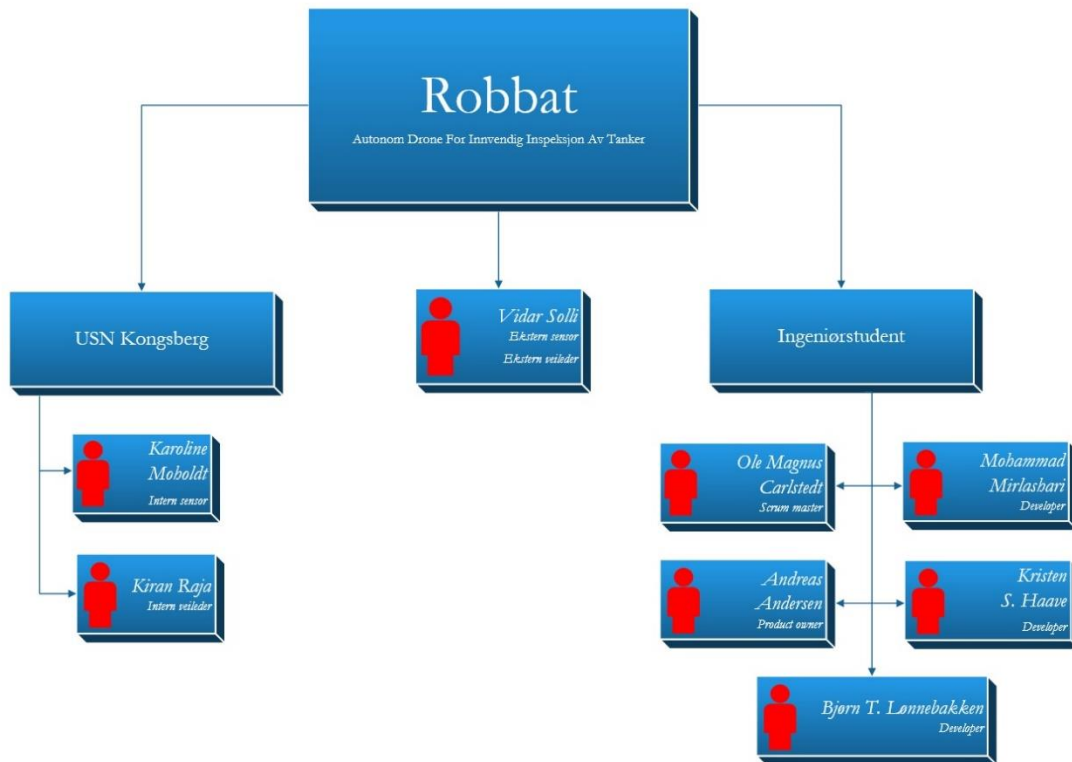 Robbat
Autonom Drone For Innvendig Inspeksjon Av Tanker
USN Kongsberg
Karoline
Moholdt
Intern sensor
Kiran Raja
Intern veileder
Vidar Solli
Ekstern sensor
Ekstern veileder
Ingeniørstudent
Ole Magnus
Carlstedt
Scrum master
Mohammad
Mirlashari
Developer
Andreas
Andersen
Product owner
Kristen
S. Haave
Developer
Bjørn T. Lønnebakken
Developer